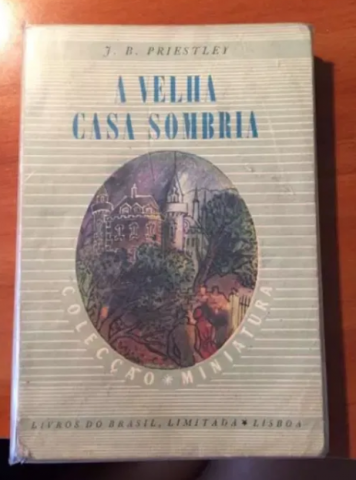 J. B. PRIESTLEY
A VELHA
CASA SOMBRIA
COLECÇÃO * MINIATURA
LIVROS DO BRASIL, LIMITADA ★ LISBOA